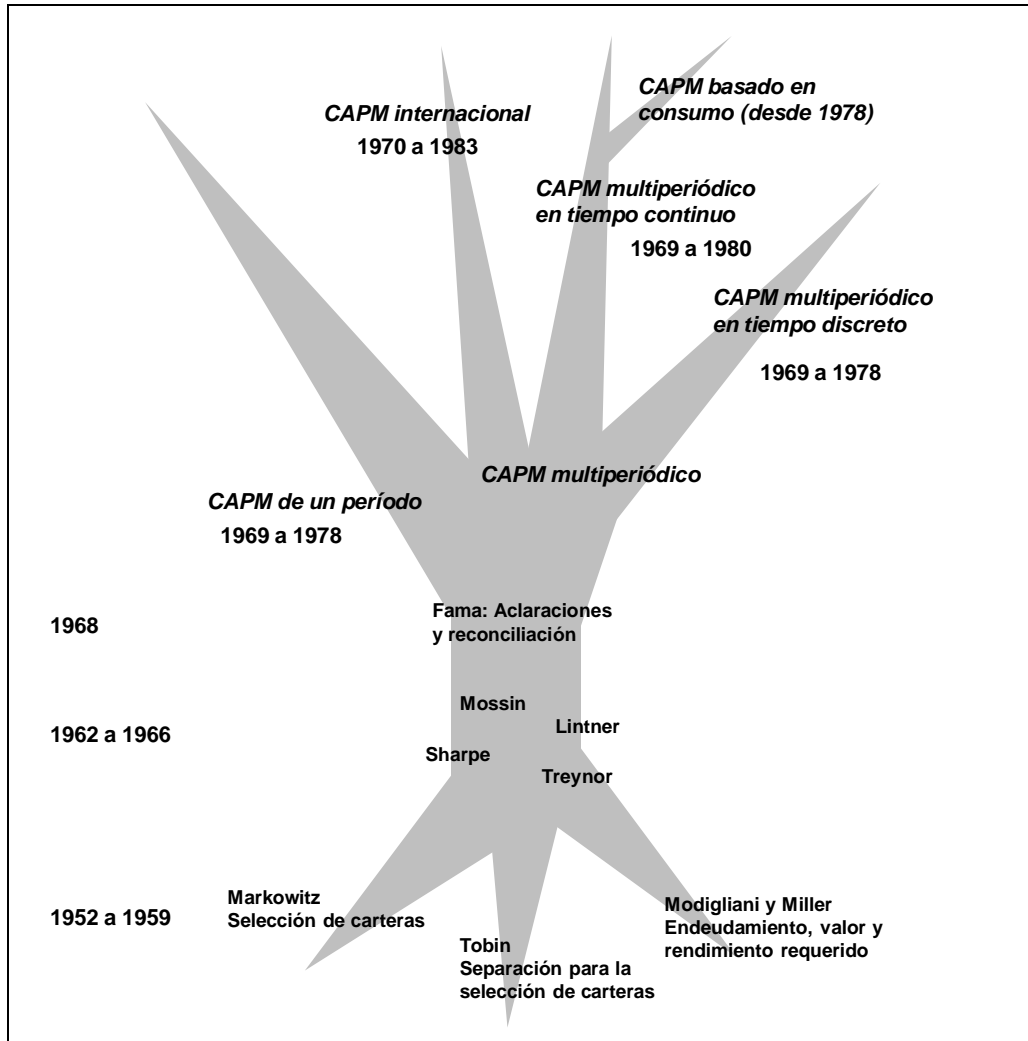 CAPM basado en
consumo (desde 1978)
CAPM internacional
1970 a 1983
CAPM multiperiódico
en tiempo continuo
1969 a 1980
CAPM multiperiódico
en tiempo discreto
1969 a 1978
CAPM multiperiódico
CAPM de un período
1969 a 1978
1968
Fama: Aclaraciones
y reconciliación
1962 a 1966
Mossin
Lintner
Sharpe
Treynor
1952 a 1959
Markowitz
Selección de carteras
Tobin
Separación para la
selección de carteras
Modigliani y Miller
Endeudamiento, valor y
rendimiento requerido